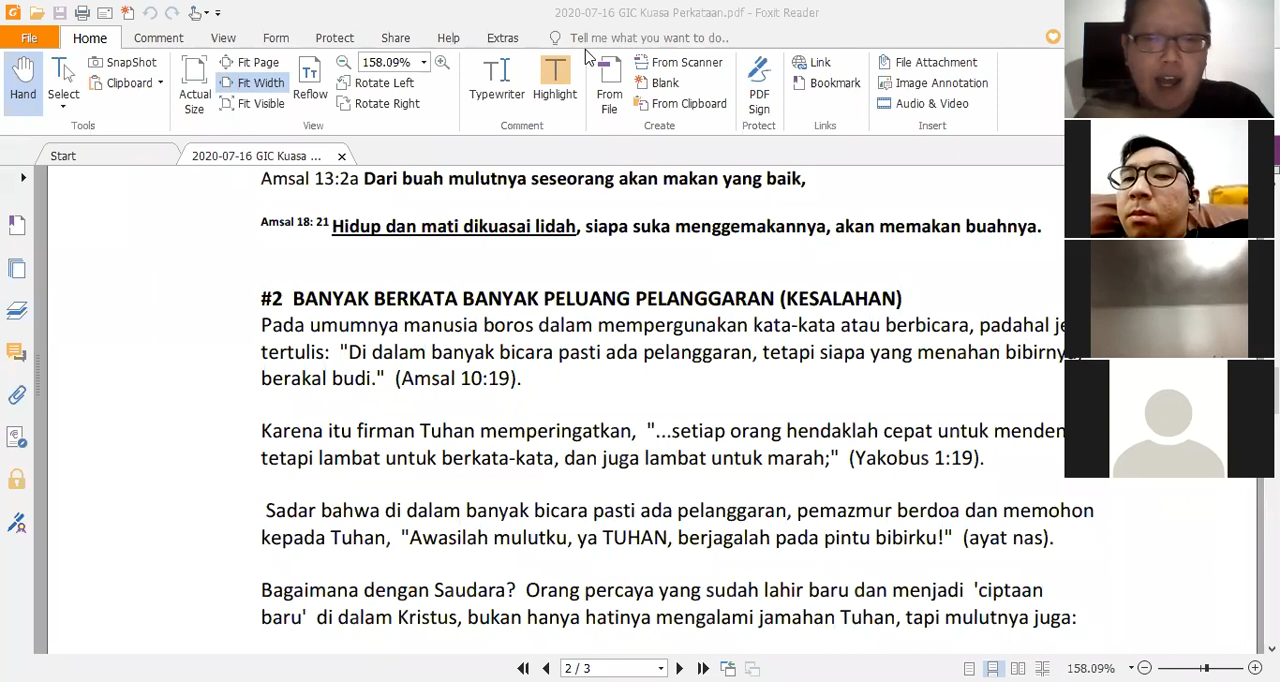 2020-07-16 GIC Kuasa Perkataan.pdf - Foxit Reader
File Home Comment View Form Protect Share Help Extras Tell me what you want to do..
Hand
Select
SnapShot
Clipboard
Tools
Actual Size
Fit Page
Fit Width
Fit Visible
Reflow
158.09%
Rotate Left
Rotate Right
View
Typewriter
Highlight
Comment
From File
From Scanner
Blank
From Clipboard
Create
PDF Sign
Protect
Link
Bookmark
Links
File Attachment
Image Annotation
Audio & Video
Insert
Start
2020-07-16 GIC Kuasa ...
Amsal 13:2a Dari buah mulutnya seseorang akan makan yang baik,
Amsal 18: 21 Hidup dan mati dikuasai lidah, siapa suka menggemakannya, akan memakan buahnya.
#2 BANYAK BERKATA BANYAK PELUANG PELANGGARAN (KESALAHAN)
Pada umumnya manusia boros dalam mempergunakan kata-kata atau berbicara, padahal
tertulis: "Di dalam banyak bicara pasti ada pelanggaran, tetapi siapa yang menahan bibirnya,
berakal budi." (Amsal 10:19).
Karena itu firman Tuhan memperingatkan, "...setiap orang hendaklah cepat untuk menden
tetapi lambat untuk berkata-kata, dan juga lambat untuk marah;" (Yakobus 1:19).
Sadar bahwa di dalam banyak bicara pasti ada pelanggaran, pemazmur berdoa dan memohon
kepada Tuhan, "Awasilah mulutku, ya TUHAN, berjagalah pada pintu bibirku!" (ayat nas).
Bagaimana dengan Saudara? Orang percaya yang sudah lahir baru dan menjadi 'ciptaan
baru' di dalam Kristus, bukan hanya hatinya mengalami jamahan Tuhan, tapi mulutnya juga:
2 / 3
158.09%